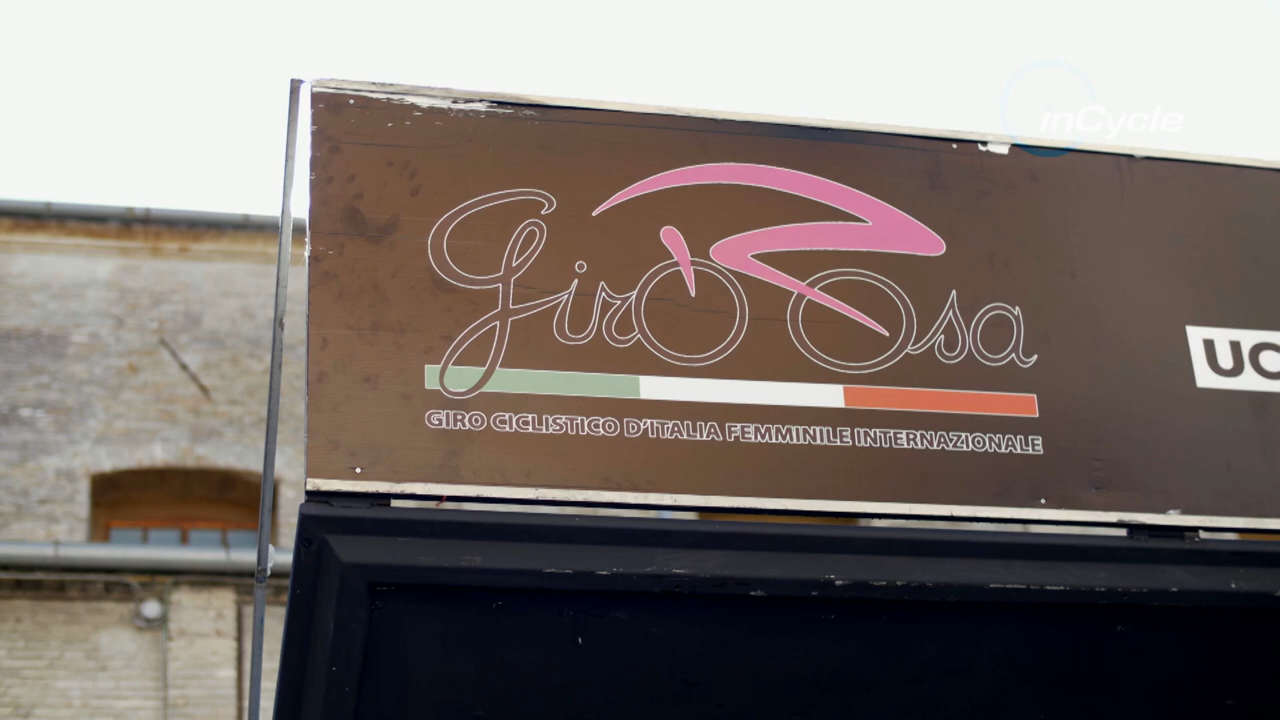 inCycle
giroRosa
UC
GIRO CICLISTICO D'ITALIA FEMMINILE INTERNAZIONALE